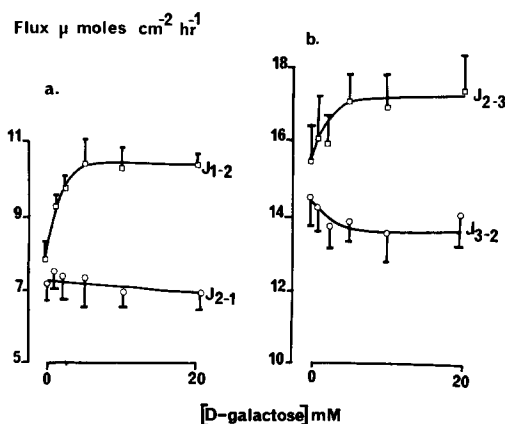 Flux μ moles cm⁻² hr⁻¹
a.
11
9
7
5
0
20
J₁₋₂
J₂₋₁
b.
18
16
14
12
10
0
20
J₂₋₃
J₃₋₂
[D-galactose] mM